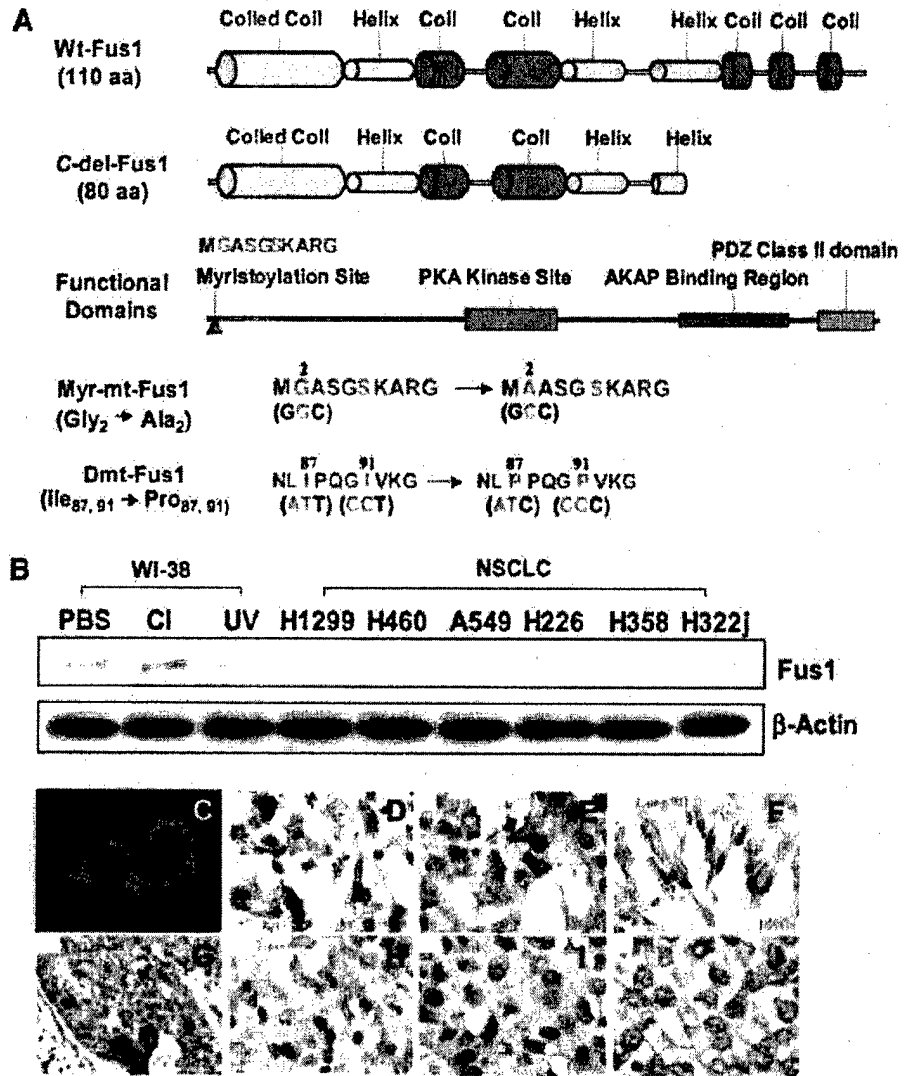 A
Coiled Coil Helix Coil Coil Helix Helix Coil Coil Coil
Wt-Fus1
(110 aa)
Coiled Coil Helix Coil Coil Helix Helix
C-del-Fus1
(80 aa)
MGASGSKARG
PDZ Class II domain
Myristoylation Site PKA Kinase Site AKAP Binding Region
Functional
Domains
2 2
Myr-mt-Fus1 MGASGSKARG → MAASGSKARG
(Gly2 → Ala2) (GGC) (GCC)
87 91 87 91
Dmt-Fus1 NLIPQGIVKG → NLPPQGPVKG
(Ile87, 91 → Pro87, 91) (ATT) (CCT) (ATC) (CCC)
B
WI-38 NSCLC
PBS CI UV H1299 H460 A549 H226 H358 H322j
Fus1
β-Actin
C D E F
G H I